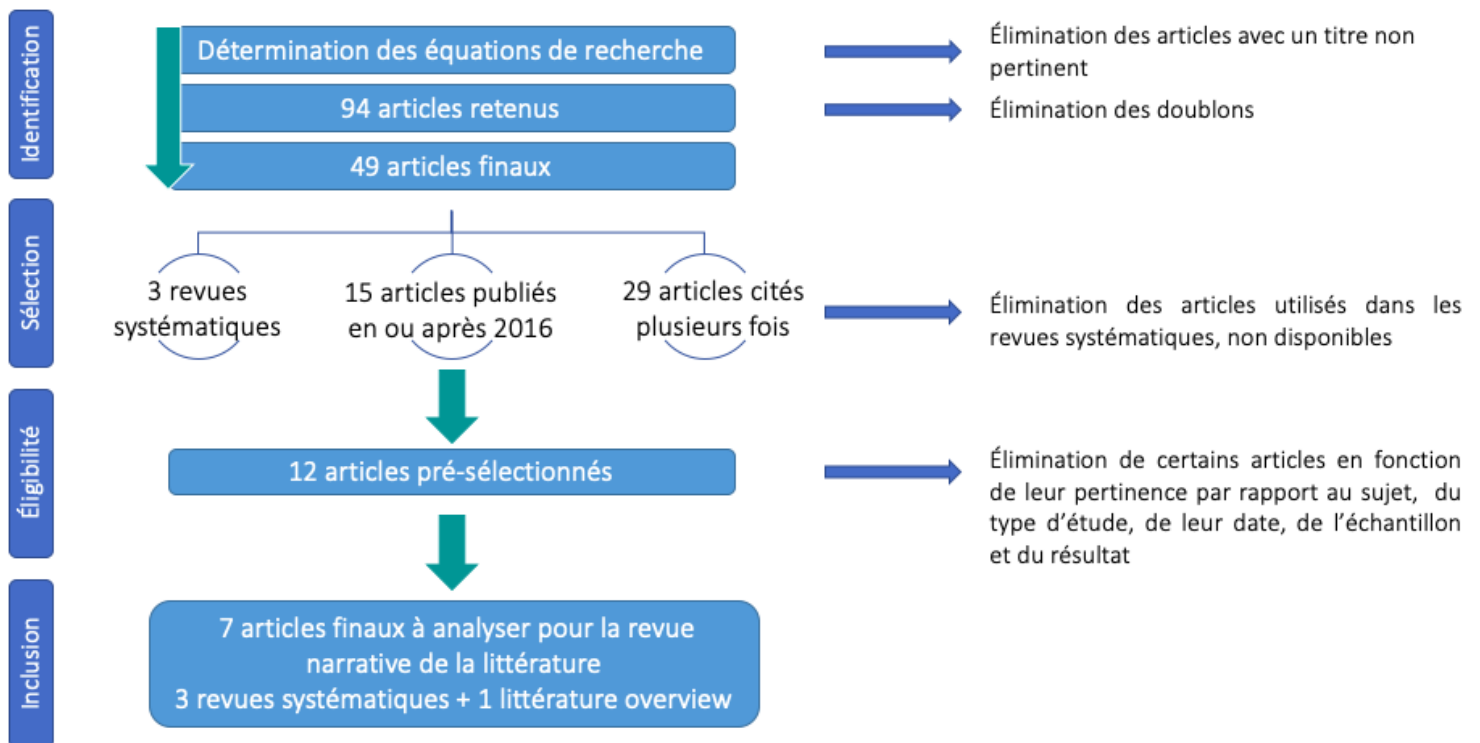 Identification
Détermination des équations de recherche
94 articles retenus
49 articles finaux
Élimination des articles avec un titre non
pertinent
Élimination des doublons
Sélection
3 revues
systématiques
15 articles publiés
en ou après 2016
29 articles cités
plusieurs fois
Élimination des articles utilisés dans les
revues systématiques, non disponibles
Éligibilité
12 articles pré-sélectionnés
Élimination de certains articles en fonction
de leur pertinence par rapport au sujet, du
type d'étude, de leur date, de l'échantillon
et du résultat
Inclusion
7 articles finaux à analyser pour la revue
narrative de la littérature
3 revues systématiques + 1 littérature overview